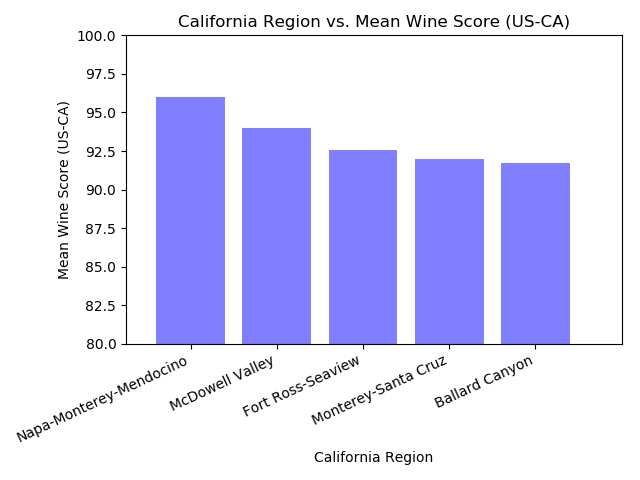 California Region vs. Mean Wine Score (US-CA)
Mean Wine Score (US-CA)
100.0
97.5
95.0
92.5
90.0
87.5
85.0
82.5
80.0
Napa-Monterey-Mendocino
McDowell Valley
Fort Ross-Seaview
Monterey-Santa Cruz
Ballard Canyon
California Region